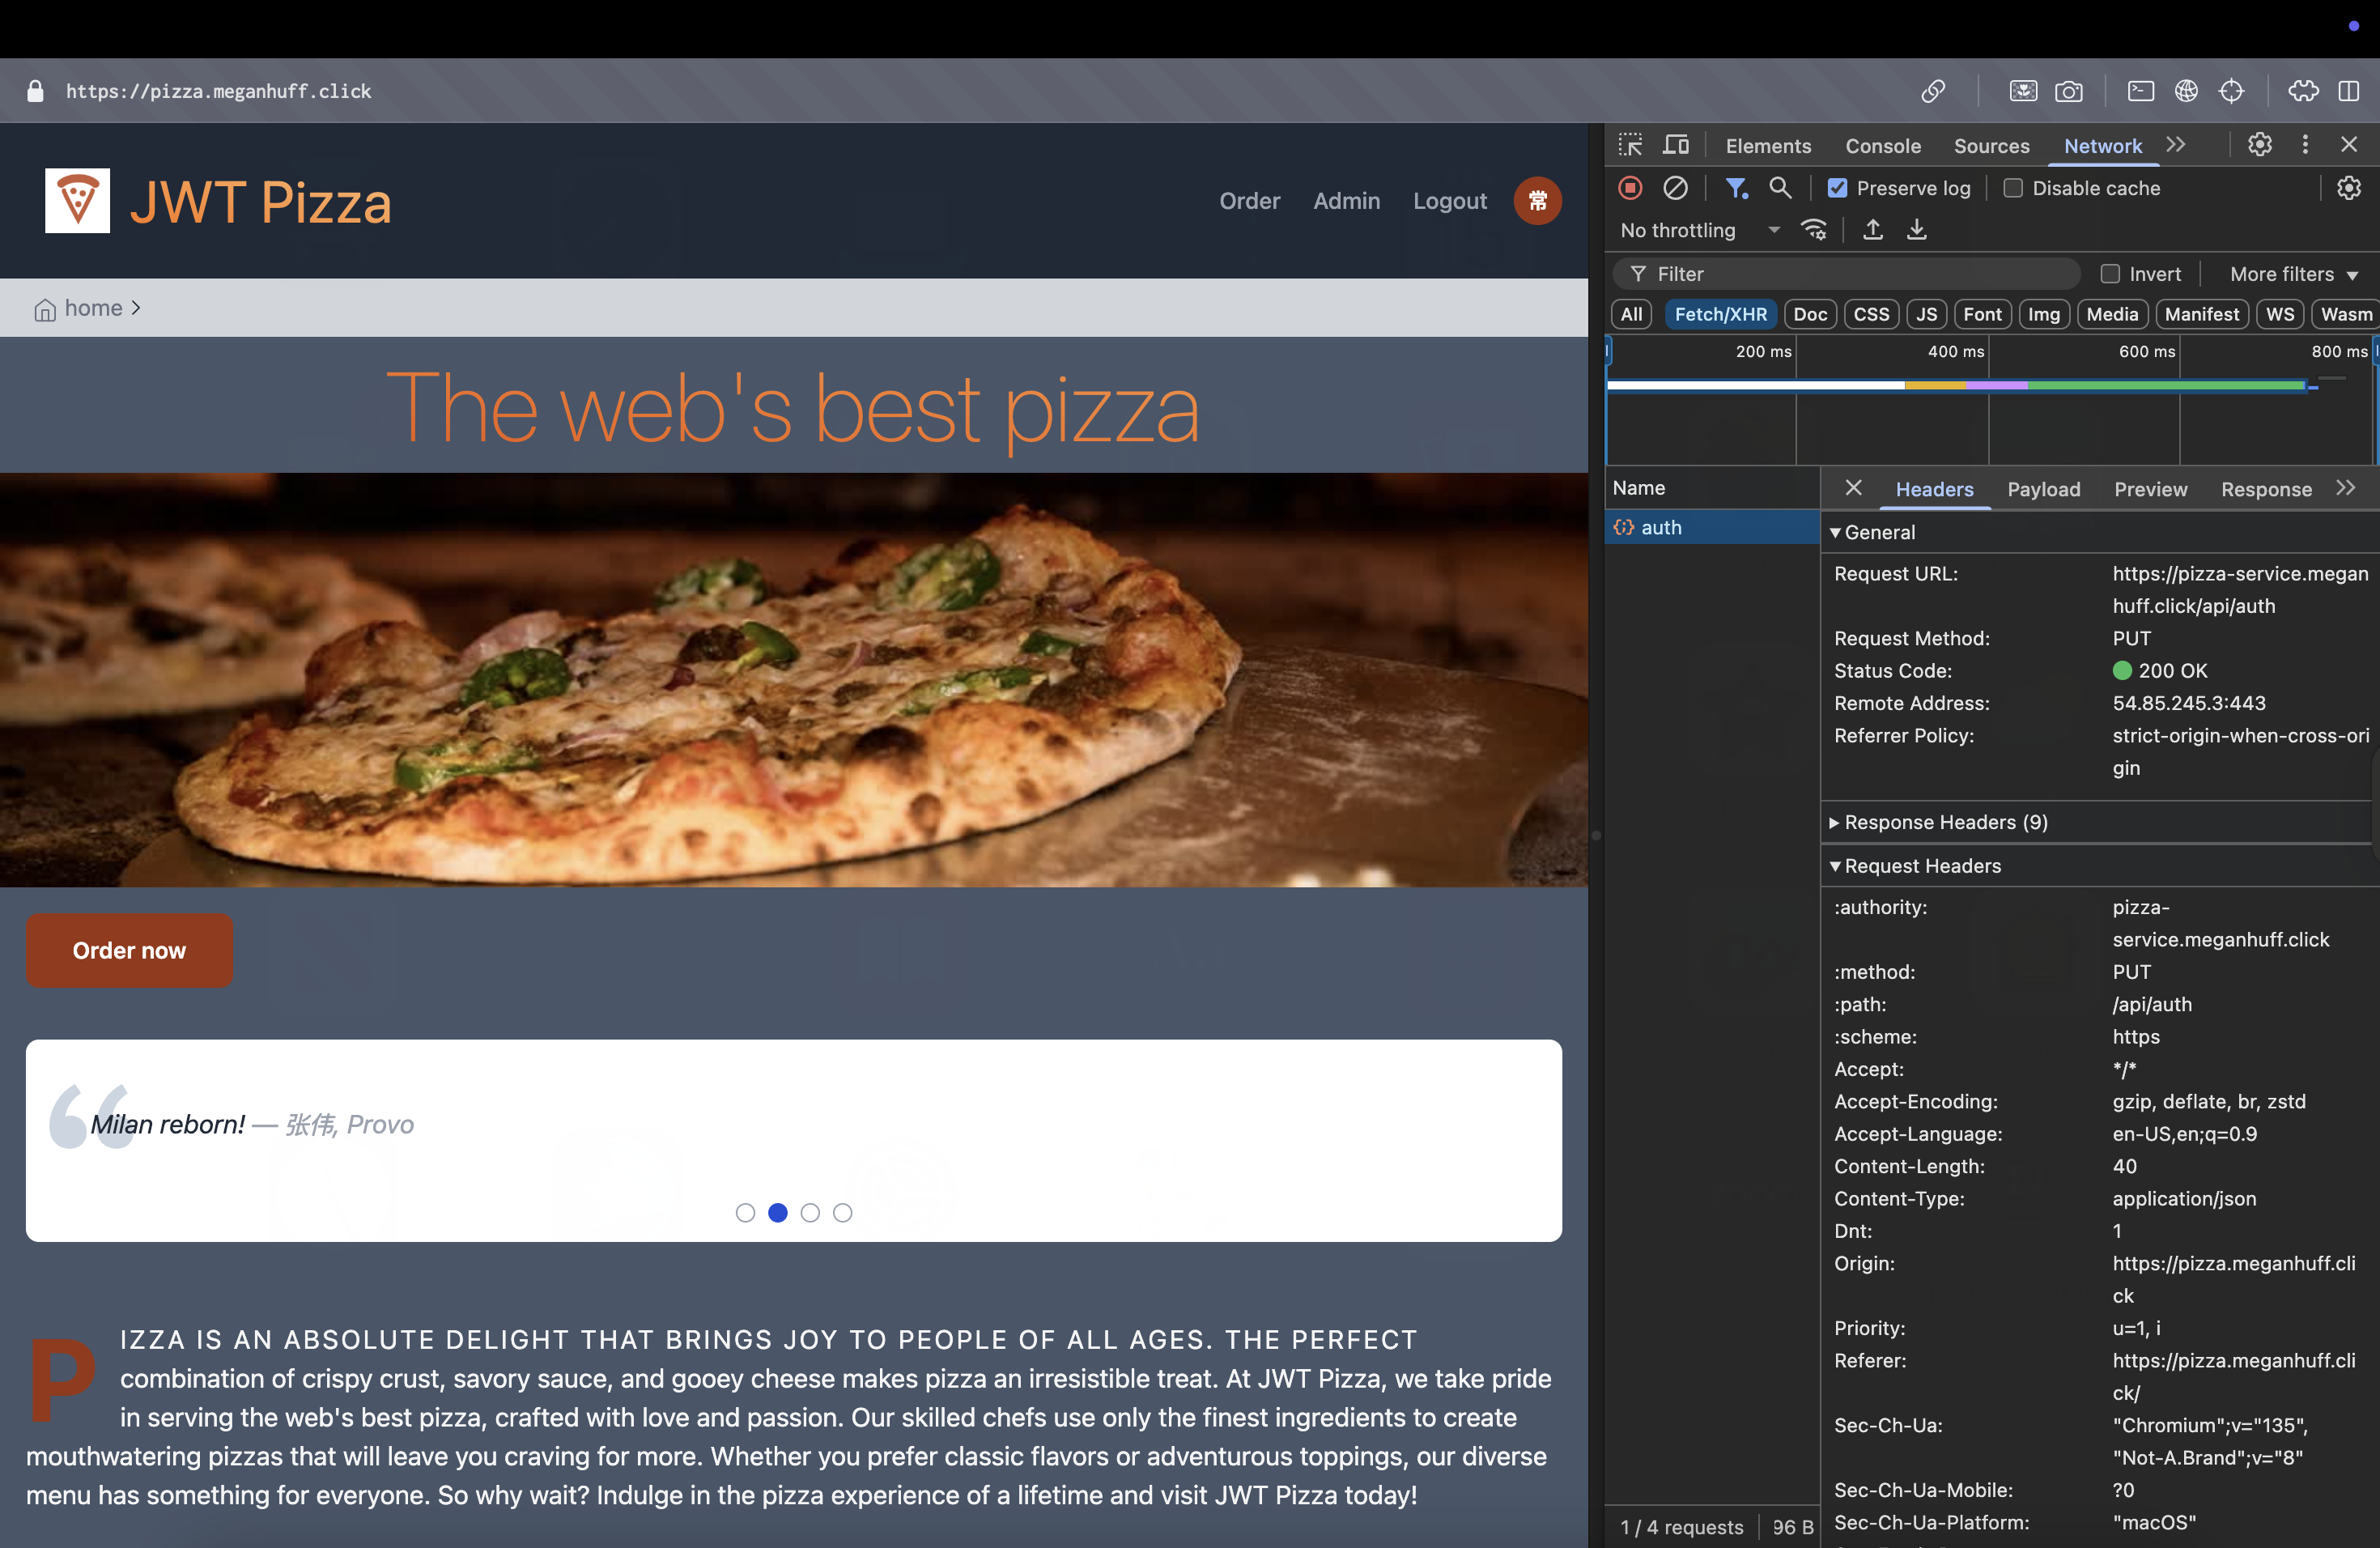 https://pizza.meganhuff.click
JWT Pizza
Order Admin Logout 常
home
The web's best pizza
Order now
Milan reborn! — 张伟, Provo
PIZZA IS AN ABSOLUTE DELIGHT THAT BRINGS JOY TO PEOPLE OF ALL AGES. THE PERFECT
combination of crispy crust, savory sauce, and gooey cheese makes pizza an irresistible treat. At JWT Pizza, we take pride
in serving the web's best pizza, crafted with love and passion. Our skilled chefs use only the finest ingredients to create
mouthwatering pizzas that will leave you craving for more. Whether you prefer classic flavors or adventurous toppings, our diverse
menu has something for everyone. So why wait? Indulge in the pizza experience of a lifetime and visit JWT Pizza today!
Elements Console Sources Network
Preserve log Disable cache
No throttling
Filter Invert More filters
All Fetch/XHR Doc CSS JS Font Img Media Manifest WS Wasm
200 ms 400 ms 600 ms 800 ms
Name
auth
Headers Payload Preview Response
General
Request URL: https://pizza-service.megan
huff.click/api/auth
Request Method: PUT
Status Code: 200 OK
Remote Address: 54.85.245.3:443
Referrer Policy: strict-origin-when-cross-ori
gin
Response Headers (9)
Request Headers
:authority: pizza-
service.meganhuff.click
:method: PUT
:path: /api/auth
:scheme: https
Accept: */*
Accept-Encoding: gzip, deflate, br, zstd
Accept-Language: en-US,en;q=0.9
Content-Length: 40
Content-Type: application/json
Dnt: 1
Origin: https://pizza.meganhuff.cli
ck
Priority: u=1, i
Referer: https://pizza.meganhuff.cli
ck/
Sec-Ch-Ua: "Chromium";v="135",
"Not-A.Brand";v="8"
Sec-Ch-Ua-Mobile: ?0
Sec-Ch-Ua-Platform: "macOS"
1 / 4 requests 96 B